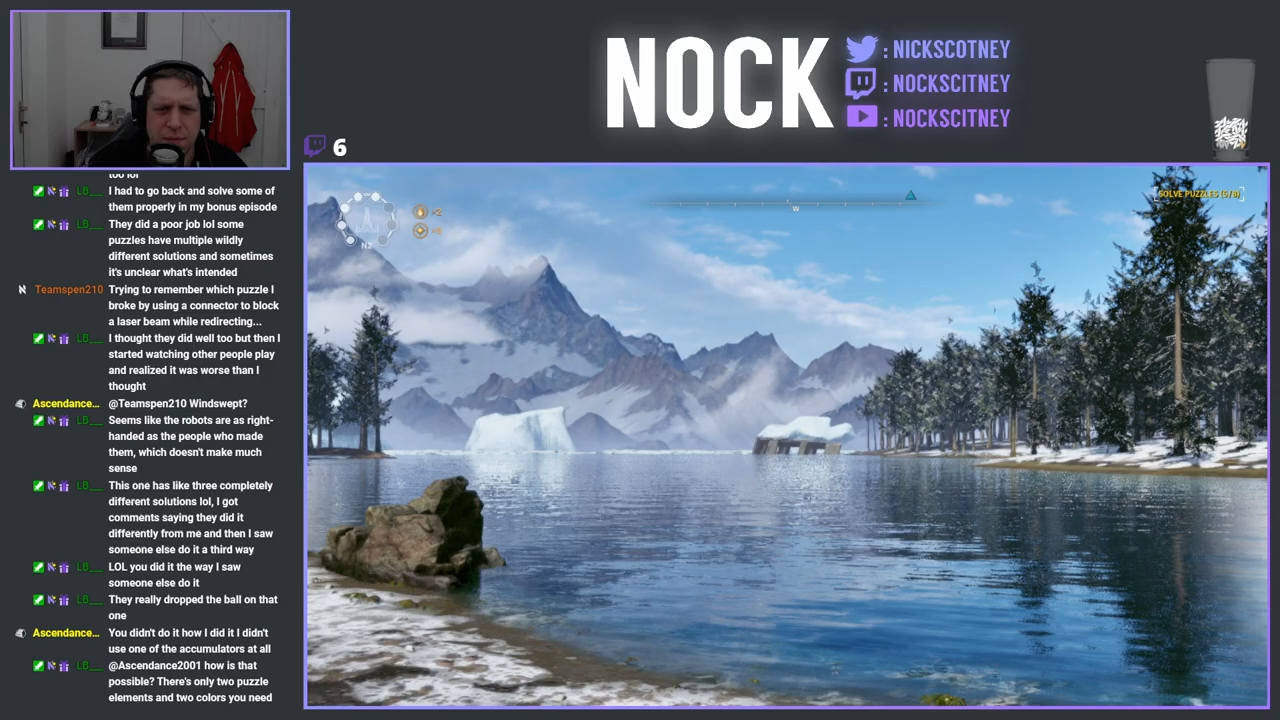 NOCK
: NICKSCOTNEY
: NOCKSCITNEY
: NOCKSCITNEY
6
too lol
LB__ I had to go back and solve some of
them properly in my bonus episode
LB__ They did a poor job lol some
puzzles have multiple wildly
different solutions and sometimes
it's unclear what's intended
Teamspen210 Trying to remember which puzzle I
broke by using a connector to block
a laser beam while redirecting...
LB__ I thought they did well too but then I
started watching other people play
and realized it was worse than I
thought
Ascendance... @Teamspen210 Windswept?
LB__ Seems like the robots are as right-
handed as the people who made
them, which doesn't make much
sense
LB__ This one has like three completely
different solutions lol, I got
comments saying they did it
differently from me and then I saw
someone else do it a third way
LB__ LOL you did it the way I saw
someone else do it
LB__ They really dropped the ball on that
one
Ascendance... You didn't do it how I did it I didn't
use one of the accumulators at all
LB__ @Ascendance2001 how is that
possible? There's only two puzzle
elements and two colors you need
N2
W
SOLVE PUZZLES (5/8)